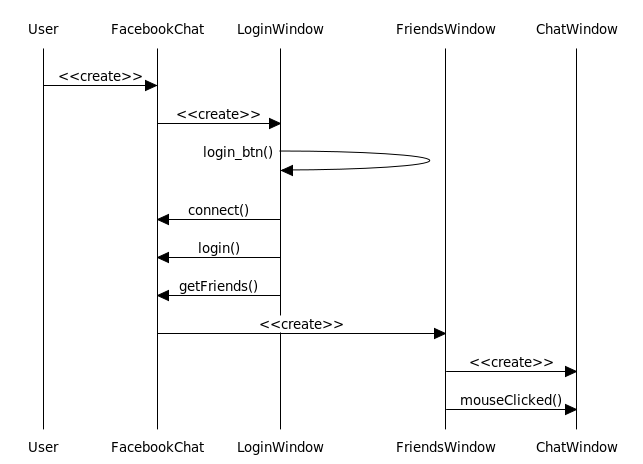 User FacebookChat LoginWindow FriendsWindow ChatWindow
<<create>>
<<create>>
login_btn()
connect()
login()
getFriends()
<<create>>
<<create>>
mouseClicked()
User FacebookChat LoginWindow FriendsWindow ChatWindow